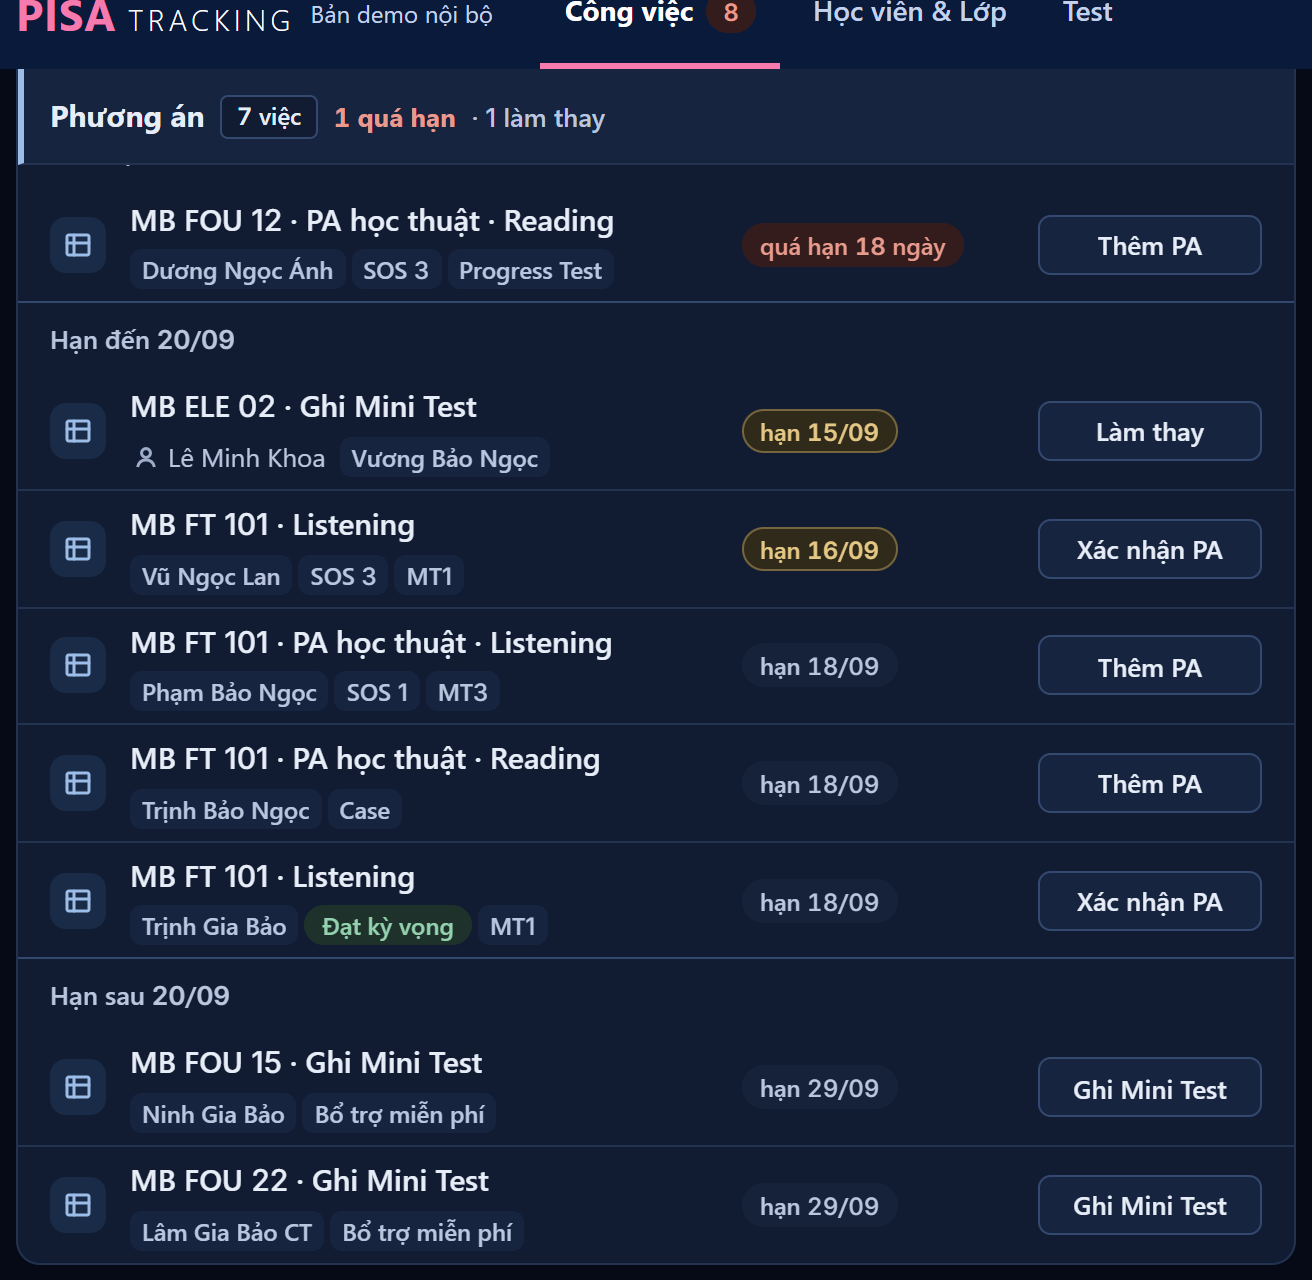 PISA TRACKING Bản demo nội bộ Công việc 8 Học viên & Lớp Test
Phương án 7 việc 1 quá hạn · 1 làm thay
MB FOU 12 · PA học thuật · Reading
Dương Ngọc Ánh SOS 3 Progress Test
quá hạn 18 ngày
Thêm PA
Hạn đến 20/09
MB ELE 02 · Ghi Mini Test
Lê Minh Khoa Vương Bảo Ngọc
hạn 15/09
Làm thay
MB FT 101 · Listening
Vũ Ngọc Lan SOS 3 MT1
hạn 16/09
Xác nhận PA
MB FT 101 · PA học thuật · Listening
Phạm Bảo Ngọc SOS 1 MT3
hạn 18/09
Thêm PA
MB FT 101 · PA học thuật · Reading
Trịnh Bảo Ngọc Case
hạn 18/09
Thêm PA
MB FT 101 · Listening
Trịnh Gia Bảo Đạt kỳ vọng MT1
hạn 18/09
Xác nhận PA
Hạn sau 20/09
MB FOU 15 · Ghi Mini Test
Ninh Gia Bảo Bổ trợ miễn phí
hạn 29/09
Ghi Mini Test
MB FOU 22 · Ghi Mini Test
Lâm Gia Bảo CT Bổ trợ miễn phí
hạn 29/09
Ghi Mini Test